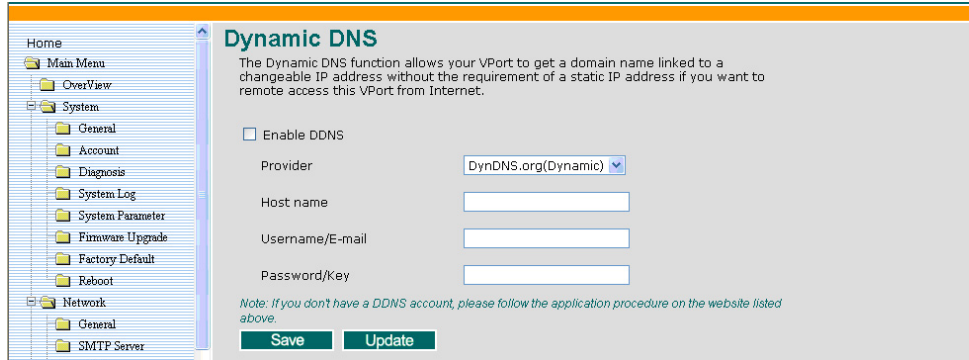 Home
Main Menu
OverView
System
General
Account
Diagnosis
System Log
System Parameter
Firmware Upgrade
Factory Default
Reboot
Network
General
SMTP Server
Dynamic DNS
The Dynamic DNS function allows your VPort to get a domain name linked to a
changeable IP address without the requirement of a static IP address if you want to
remote access this VPort from Internet.
Enable DDNS
Provider DynDNS.org(Dynamic)
Host name
Username/E-mail
Password/Key
Note: If you don't have a DDNS account, please follow the application procedure on the website listed
above.
Save Update